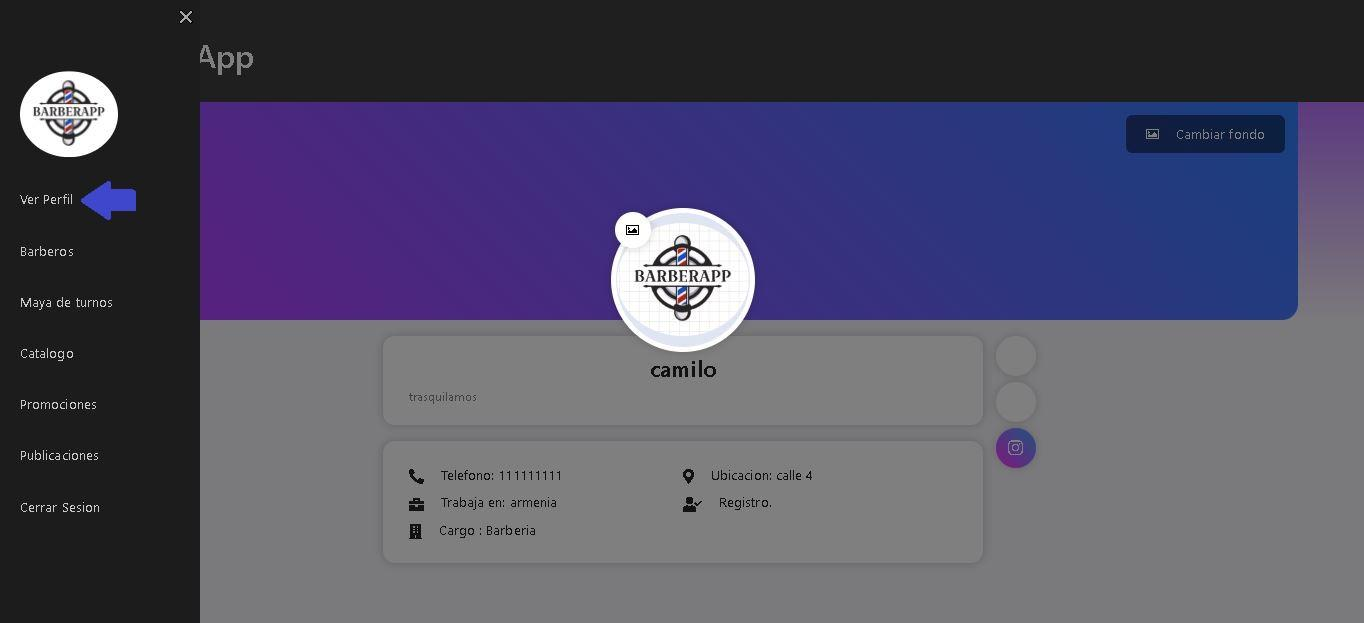 App
BARBERAPP
Ver Perfil
Barberos
Maya de turnos
Catalogo
Promociones
Publicaciones
Cerrar Sesion
Cambiar fondo
BARBERAPP
camilo
trasquilamos
Telefono: 111111111
Ubicacion: calle 4
Trabaja en: armenia
Registro.
Cargo : Barberia